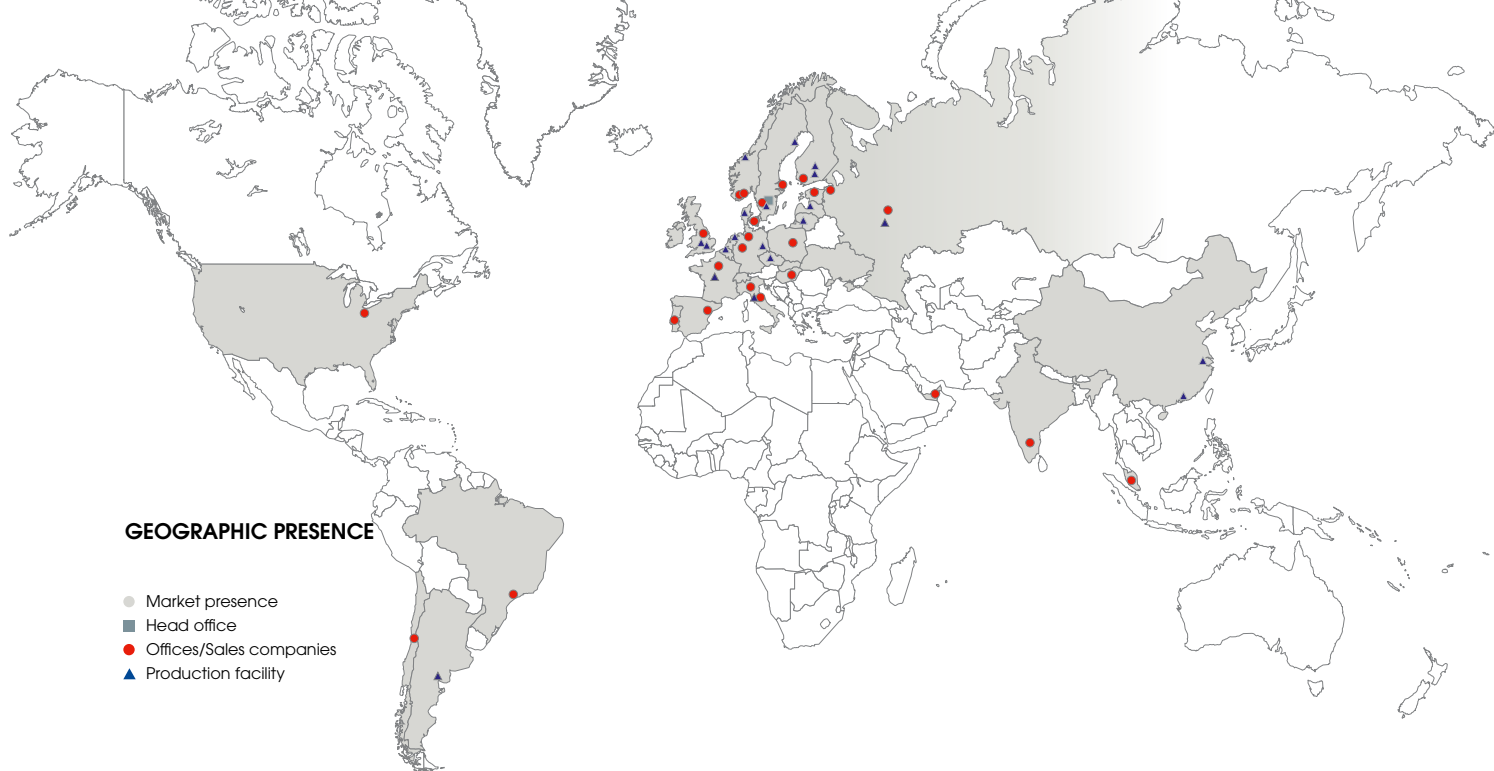 GEOGRAPHIC PRESENCE
Market presence
Head office
Offices/Sales companies
Production facility